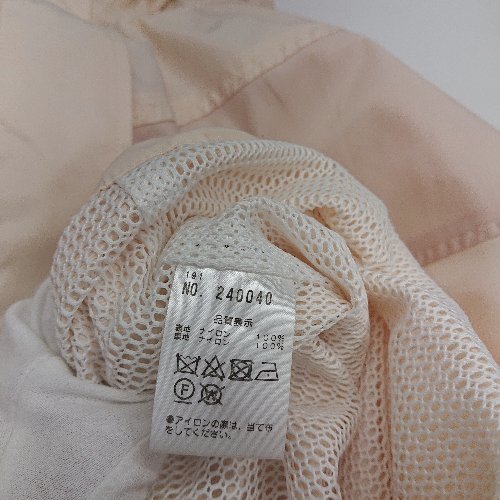 191
NO. 240040
品質表示
表地 ナイロン 100%
裏地 ナイロン 100%
F W
●アイロンの際は、当て布
をしてください。